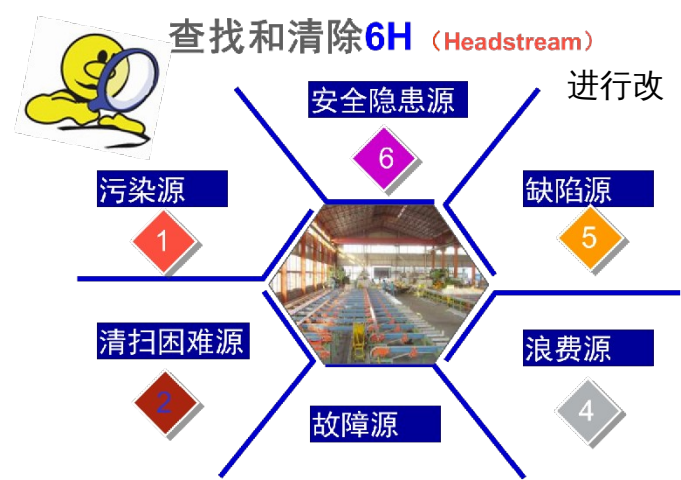 查找和清除6H（Headstream）
进行改
安全隐患源
6
污染源
1
缺陷源
5
清扫困难源
2
浪费源
4
故障源